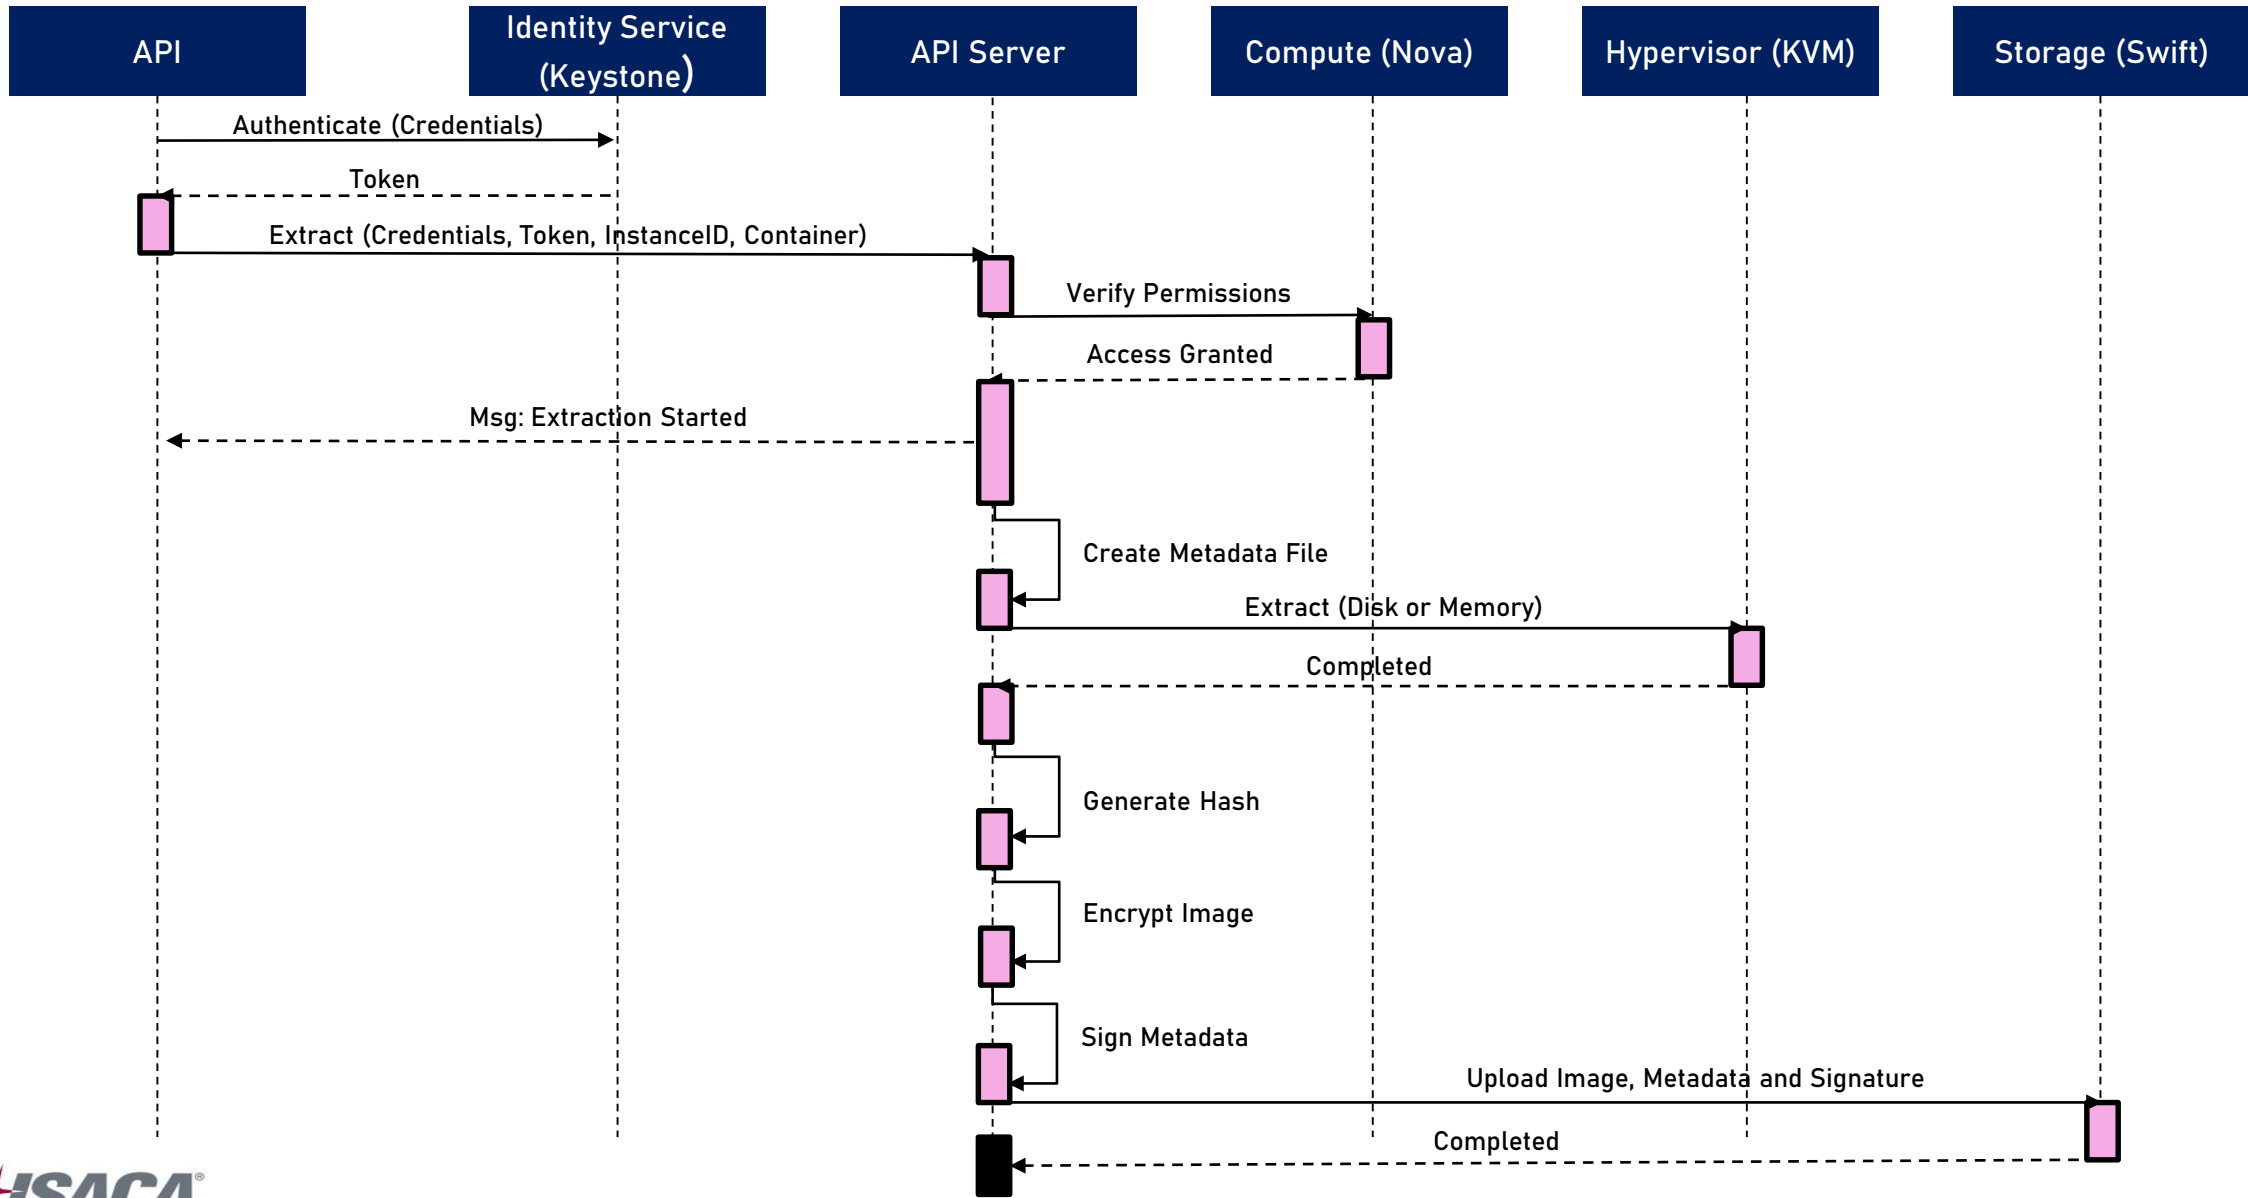 API
Identity Service
(Keystone)
API Server
Compute (Nova)
Hypervisor (KVM)
Storage (Swift)
Authenticate (Credentials)
Token
Extract (Credentials, Token, InstanceID, Container)
Verify Permissions
Access Granted
Msg: Extraction Started
Create Metadata File
Extract (Disk or Memory)
Completed
Generate Hash
Encrypt Image
Sign Metadata
Upload Image, Metadata and Signature
Completed
ISACA®